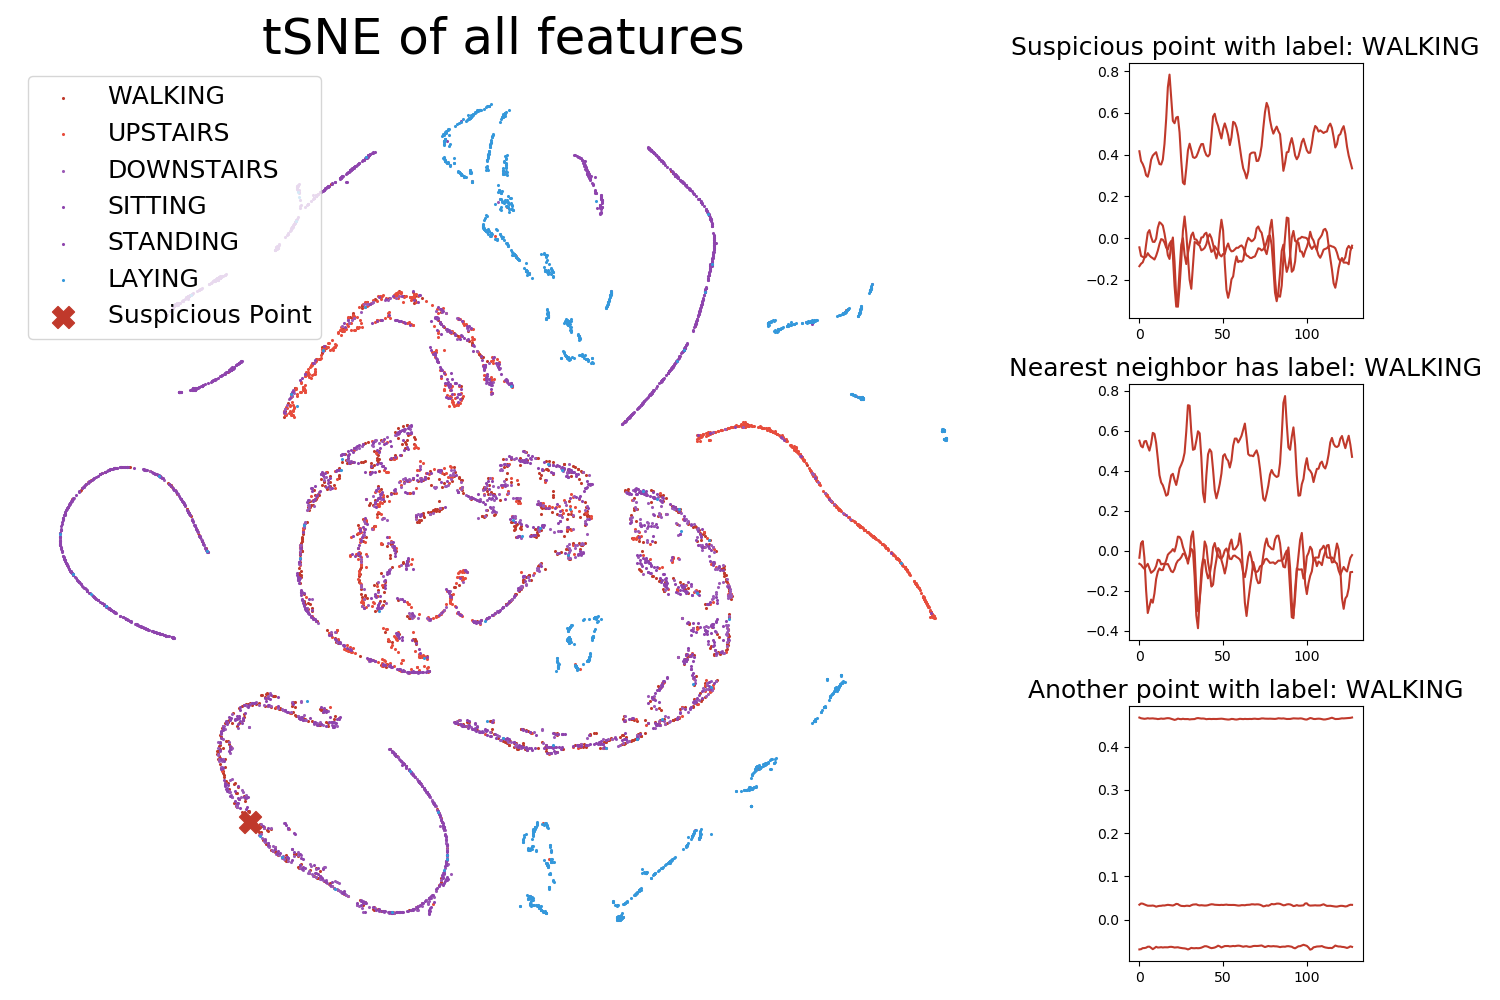 tSNE of all features
WALKING
UPSTAIRS
DOWNSTAIRS
SITTING
STANDING
LAYING
Suspicious Point
Suspicious point with label: WALKING
0.8
0.6
0.4
0.2
0.0
−0.2
0 50 100
Nearest neighbor has label: WALKING
0.8
0.6
0.4
0.2
0.0
−0.2
−0.4
0 50 100
Another point with label: WALKING
0.4
0.3
0.2
0.1
0.0
0 50 100